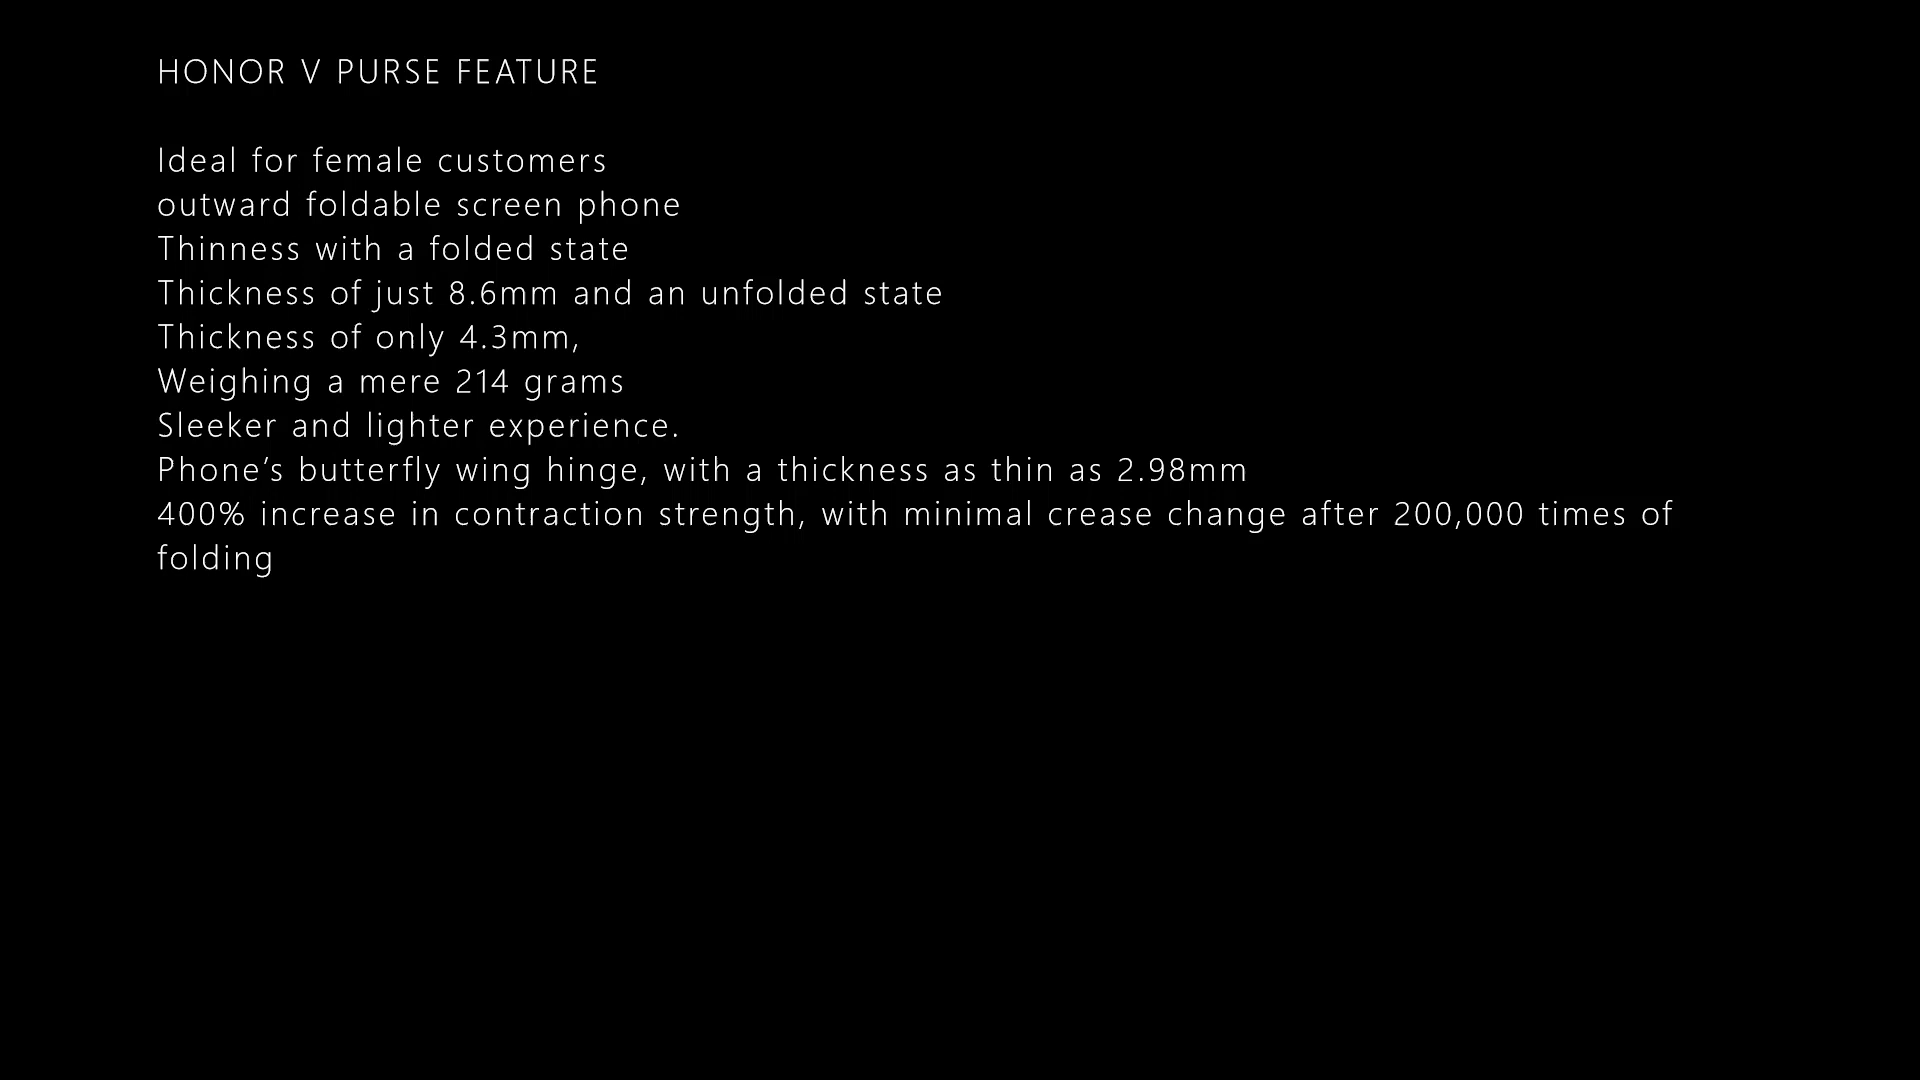 HONOR V PURSE FEATURE
Ideal for female customers
outward foldable screen phone
Thinness with a folded state
Thickness of just 8.6mm and an unfolded state
Thickness of only 4.3mm,
Weighing a mere 214 grams
Sleeker and lighter experience.
Phone’s butterfly wing hinge, with a thickness as thin as 2.98mm
400% increase in contraction strength, with minimal crease change after 200,000 times of
folding